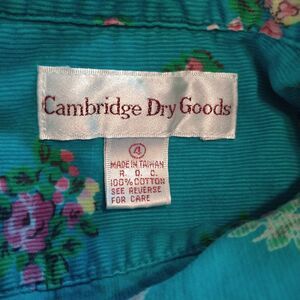 Cambridge Dry Goods
4
MADE IN TAIWAN
R. O. C.
100% COTTON
SEE REVERSE
FOR CARE